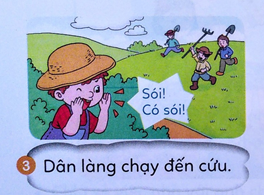 Sói!
Có sói!
3 Dân làng chạy đến cứu.